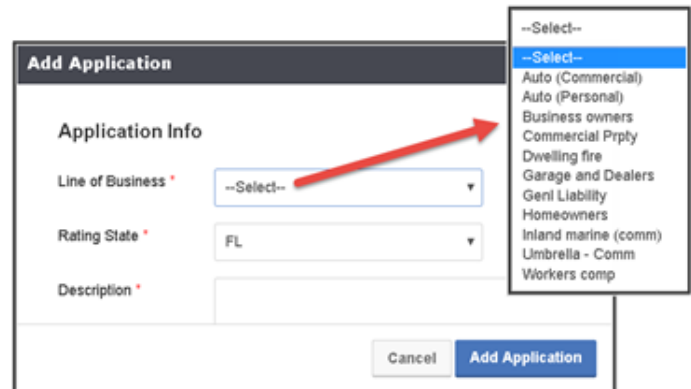 Add Application
Application Info
Line of Business *
--Select--
Rating State *
FL
Description *
Cancel
Add Application
--Select--
--Select--
Auto (Commercial)
Auto (Personal)
Business owners
Commercial Prpty
Dwelling fire
Garage and Dealers
Genl Liability
Homeowners
Inland marine (comm)
Umbrella - Comm
Workers comp